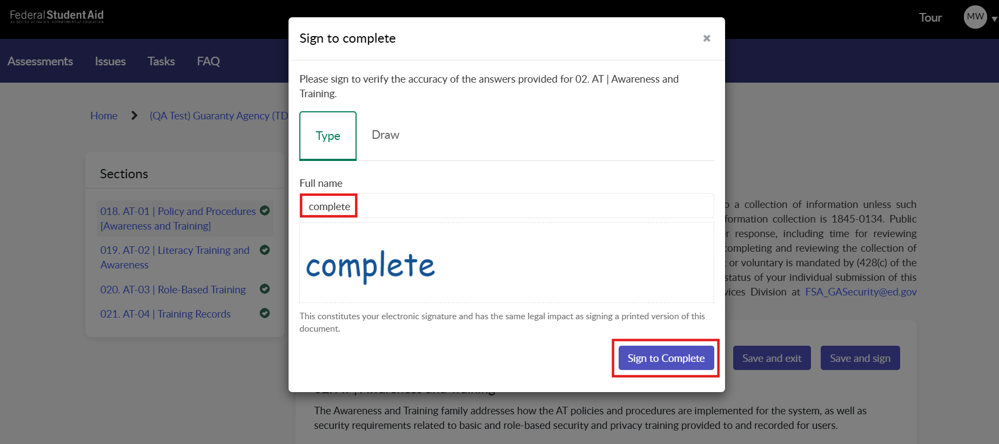 Federal Student Aid
An OFFICE of the U.S. DEPARTMENT of EDUCATION
Tour
MW
Assessments
Issues
Tasks
FAQ
Home
(QA Test) Guaranty Agency (TD
Sections
018. AT-01 | Policy and Procedures
[Awareness and Training]
019. AT-02 | Literacy Training and
Awareness
020. AT-03 | Role-Based Training
021. AT-04 | Training Records
Sign to complete
Please sign to verify the accuracy of the answers provided for 02. AT | Awareness and
Training.
Type
Draw
Full name
complete
complete
This constitutes your electronic signature and has the same legal impact as signing a printed version of this
document.
Sign to Complete
a collection of information unless such
formation collection is 1845-0134. Public
r response, including time for reviewing
completing and reviewing the collection of
or voluntary is mandated by (428(c) of the
status of your individual submission of this
vices Division at FSA_GASecurity@ed.gov
Save and exit
Save and sign
The Awareness and Training family addresses how the AT policies and procedures are implemented for the system, as well as
security requirements related to basic and role-based security and privacy training provided to and recorded for users.